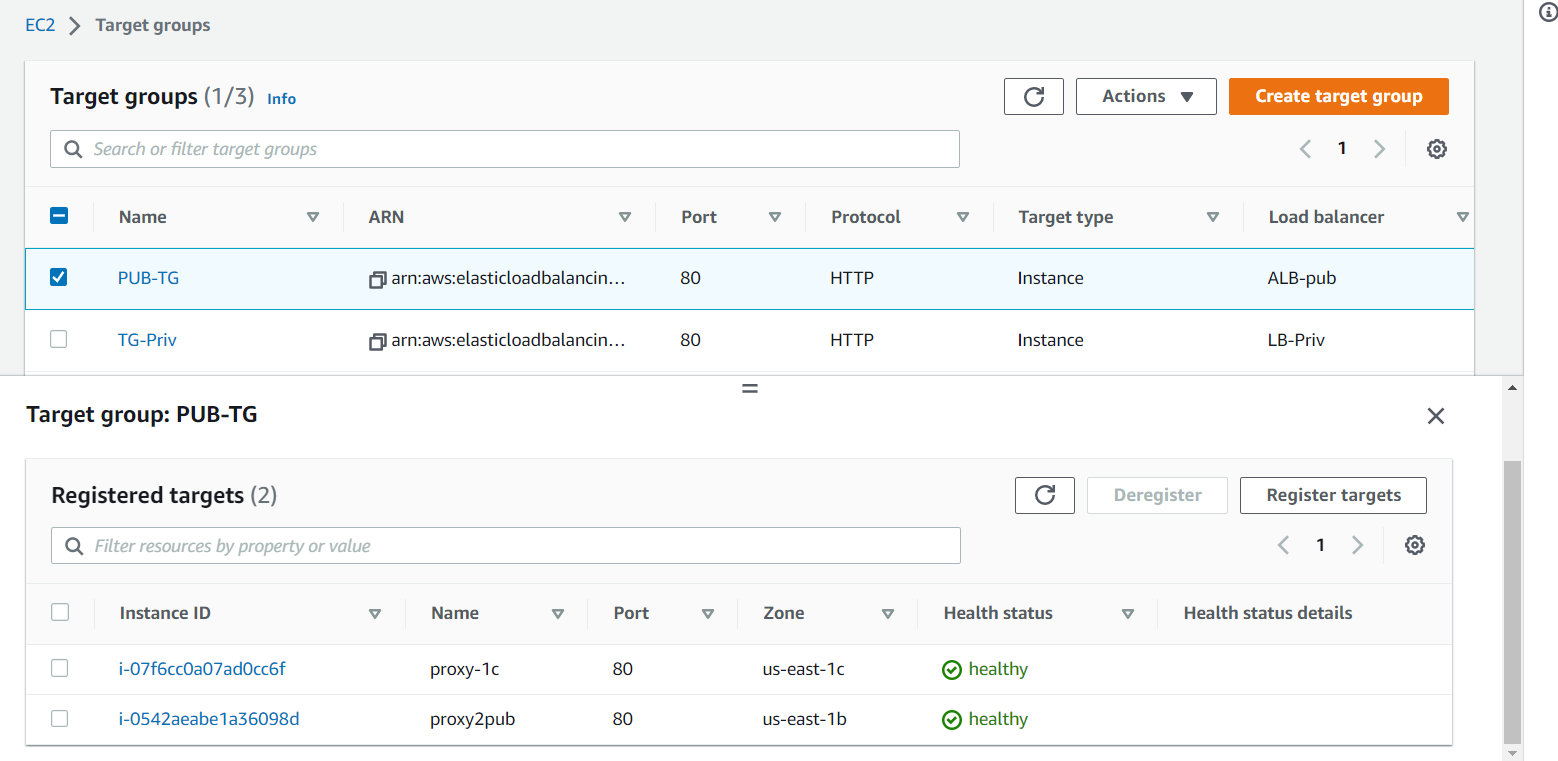 EC2 > Target groups
Target groups (1/3) Info
Actions Create target group
Search or filter target groups
1
Name ARN Port Protocol Target type Load balancer
PUB-TG arn:aws:elasticloadbalancin... 80 HTTP Instance ALB-pub
TG-Priv arn:aws:elasticloadbalancin... 80 HTTP Instance LB-Priv
Target group: PUB-TG
Registered targets (2)
Deregister Register targets
Filter resources by property or value
1
Instance ID Name Port Zone Health status Health status details
i-07f6cc0a07ad0cc6f proxy-1c 80 us-east-1c healthy
i-0542aeabe1a36098d proxy2pub 80 us-east-1b healthy